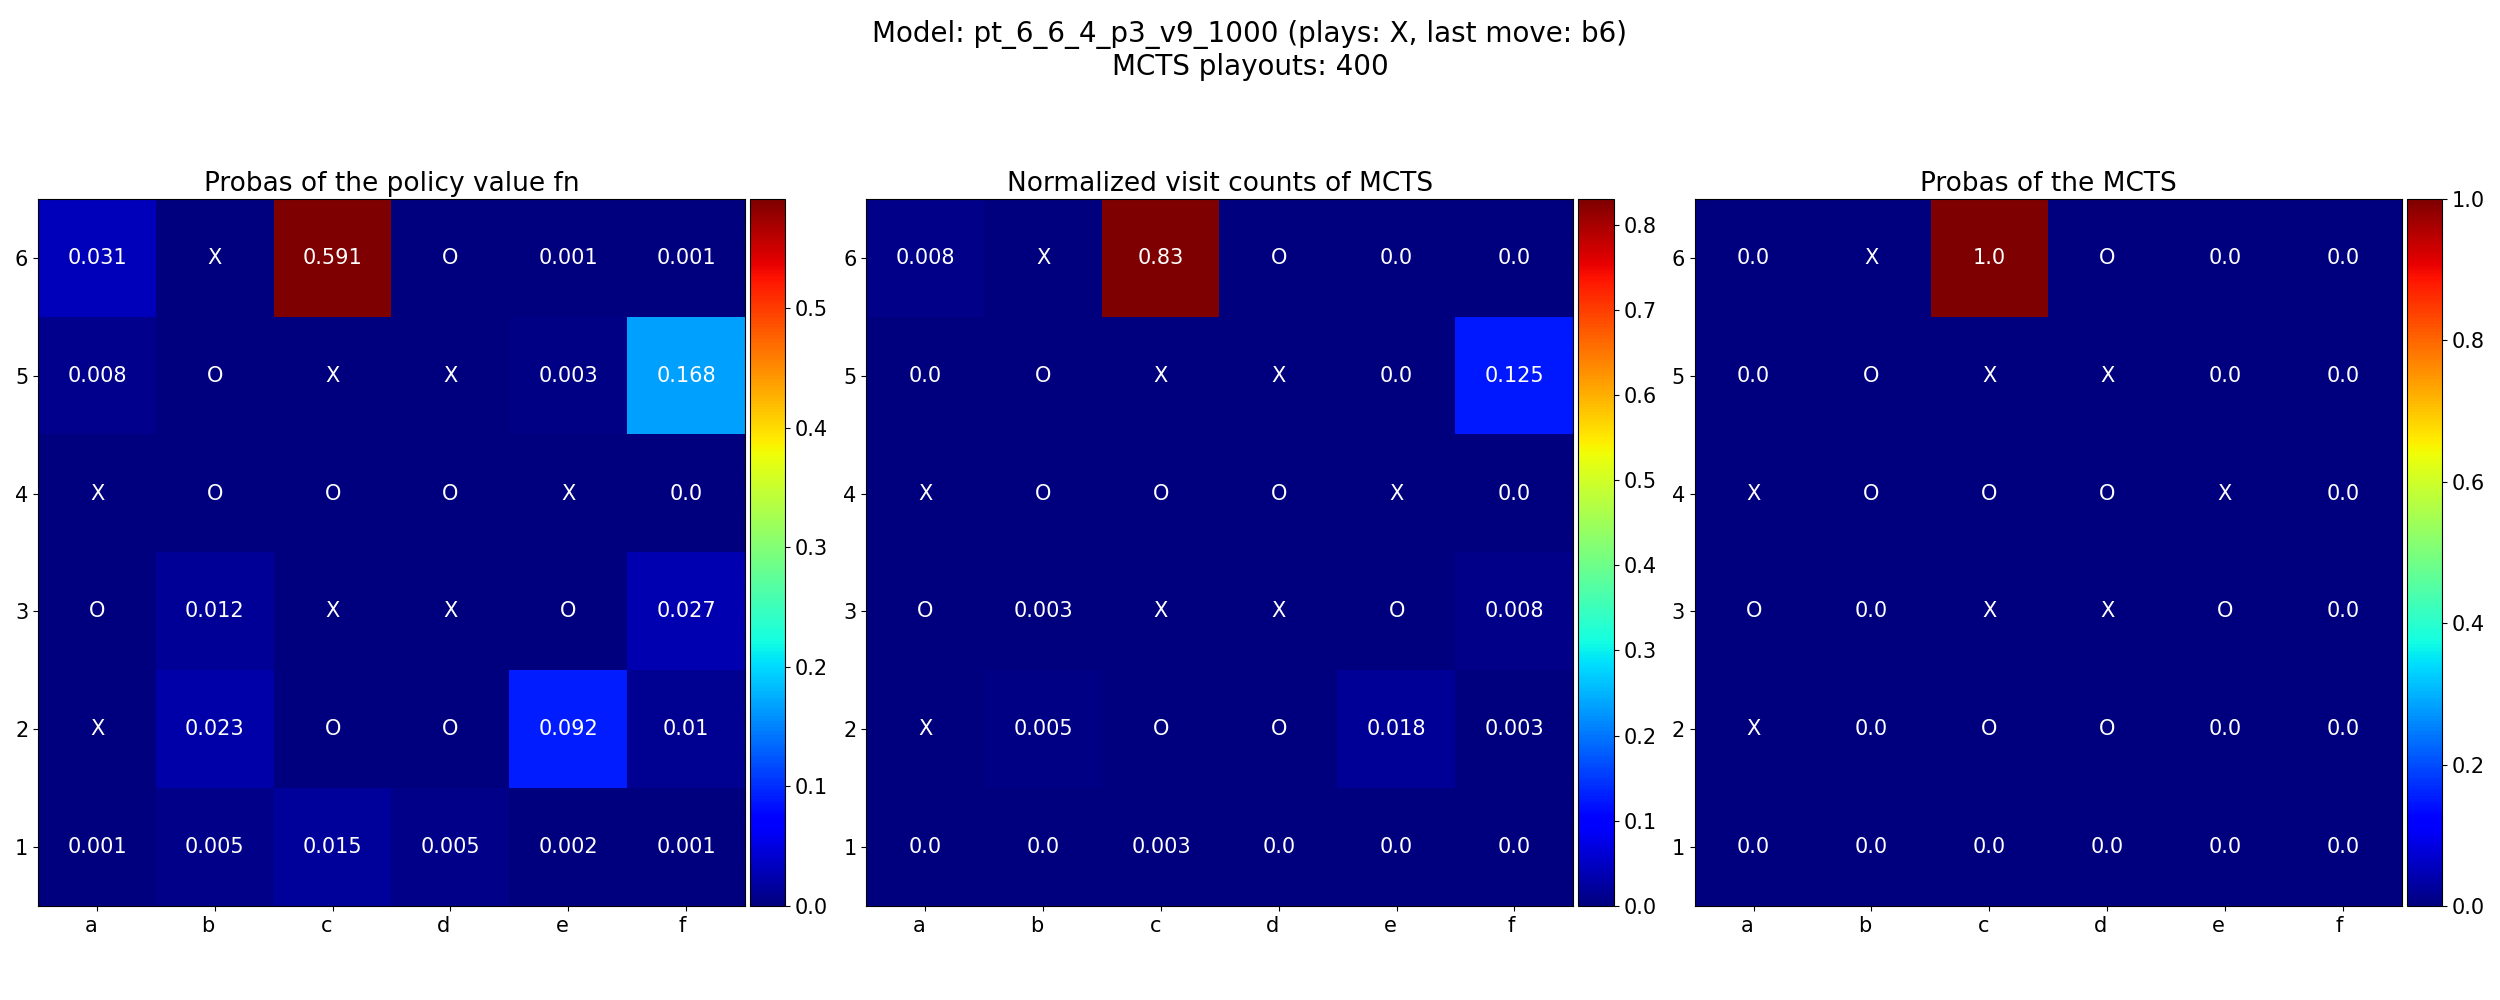 Model: pt_6_6_4_p3_v9_1000 (plays: X, last move: b6)
MCTS playouts: 400
Probas of the policy value fn
6 0.031 X 0.591 O 0.001 0.001
5 0.008 O X X 0.003 0.168
4 X O O O X 0.0
3 O 0.012 X X O 0.027
2 X 0.023 O O 0.092 0.01
1 0.001 0.005 0.015 0.005 0.002 0.001
a b c d e f
0.5
0.4
0.3
0.2
0.1
0.0
Normalized visit counts of MCTS
6 0.008 X 0.83 O 0.0 0.0
5 0.0 O X X 0.0 0.125
4 X O O O X 0.0
3 O 0.003 X X O 0.008
2 X 0.005 O O 0.018 0.003
1 0.0 0.0 0.003 0.0 0.0 0.0
a b c d e f
0.8
0.7
0.6
0.5
0.4
0.3
0.2
0.1
0.0
Probas of the MCTS
6 0.0 X 1.0 O 0.0 0.0
5 0.0 O X X 0.0 0.0
4 X O O O X 0.0
3 O 0.0 X X O 0.0
2 X 0.0 O O 0.0 0.0
1 0.0 0.0 0.0 0.0 0.0 0.0
a b c d e f
1.0
0.8
0.6
0.4
0.2
0.0